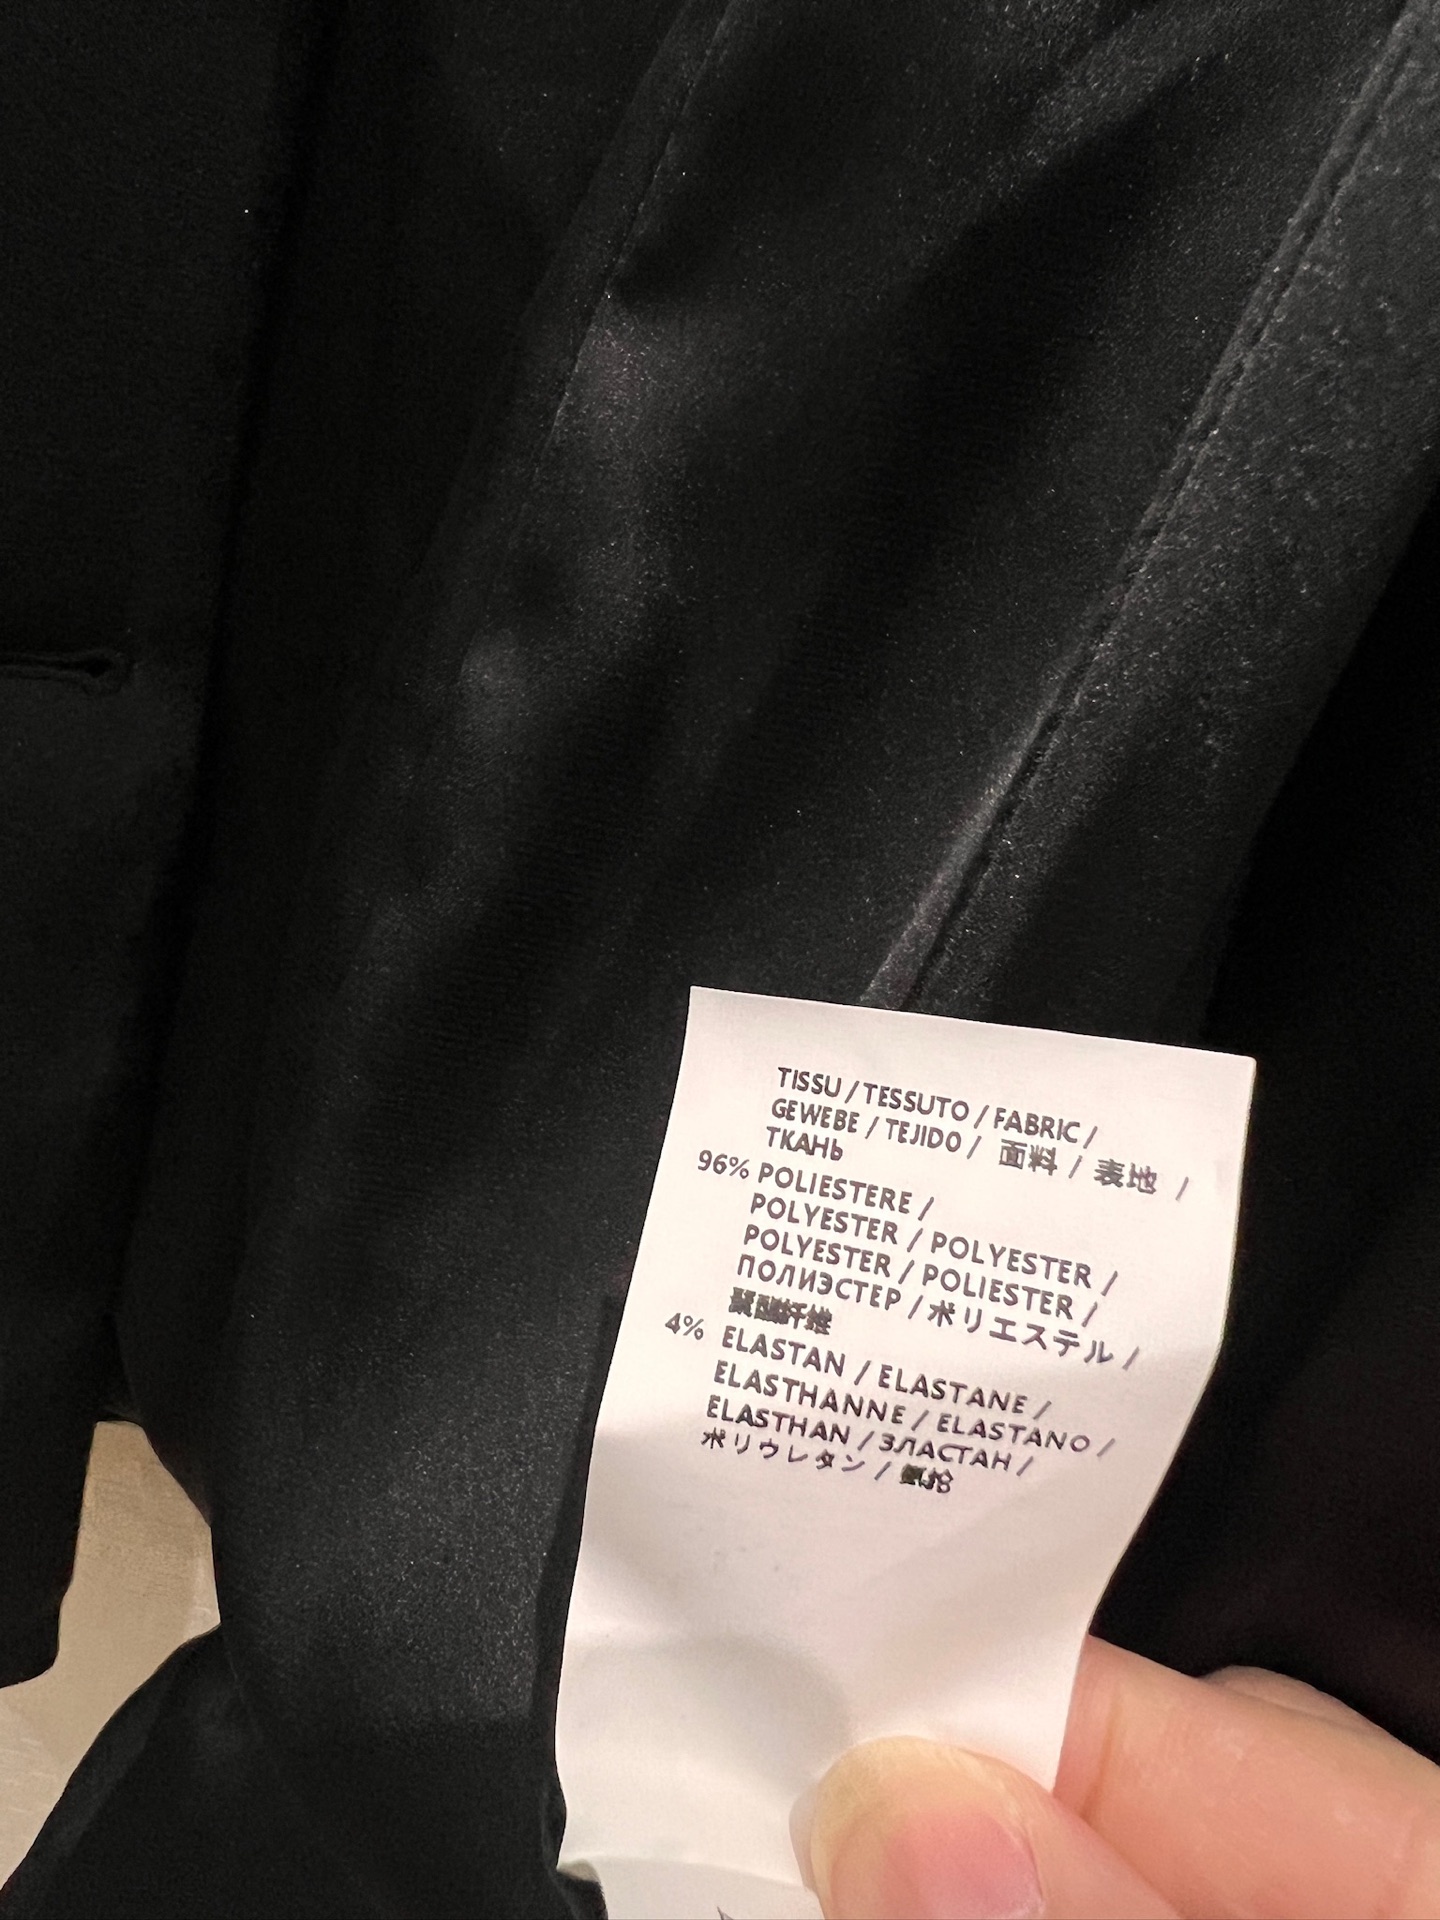 TISSU / TESSUTO / FABRIC /
GEWEBE / TEJIDO / 面料 / 表地 /
ТКАНЬ
96% POLIESTERE /
POLYESTER / POLYESTER /
POLYESTER / POLIESTER /
ПОЛИЭСТЕР / ポリエステル /
聚酯纤维
4% ELASTAN / ELASTANE /
ELASTHANNE / ELASTANO /
ELASTHAN / ЭЛАСТАН /
ポリウレタン / 氨纶